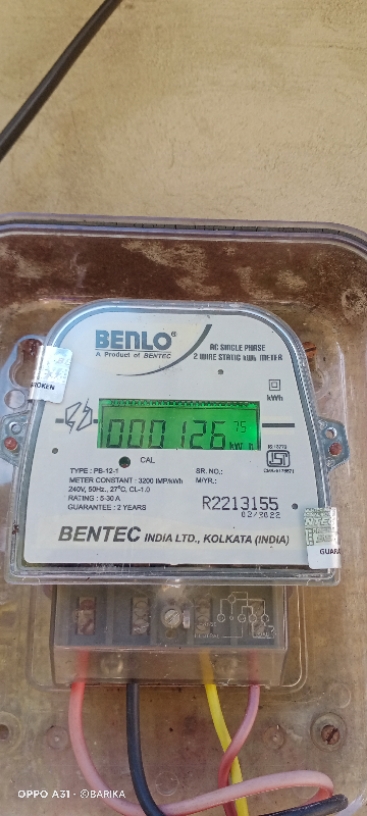 BENLO®
A Product of BENTEC
AC SINGLE PHASE
2 WIRE STATIC kWh METER
kWh
000126 75
kW h
CAL
TYPE : PB-12-1
METER CONSTANT : 3200 IMP/kWh
240V, 50Hz., 27°C, CL-1.0
RATING : 5-30 A
GUARANTEE : 2 YEARS
SR. NO.:
M/YR.:
R2213155
02/2022
BENTEC INDIA LTD., KOLKATA (INDIA)
OPPO A31 · ©BARIKA